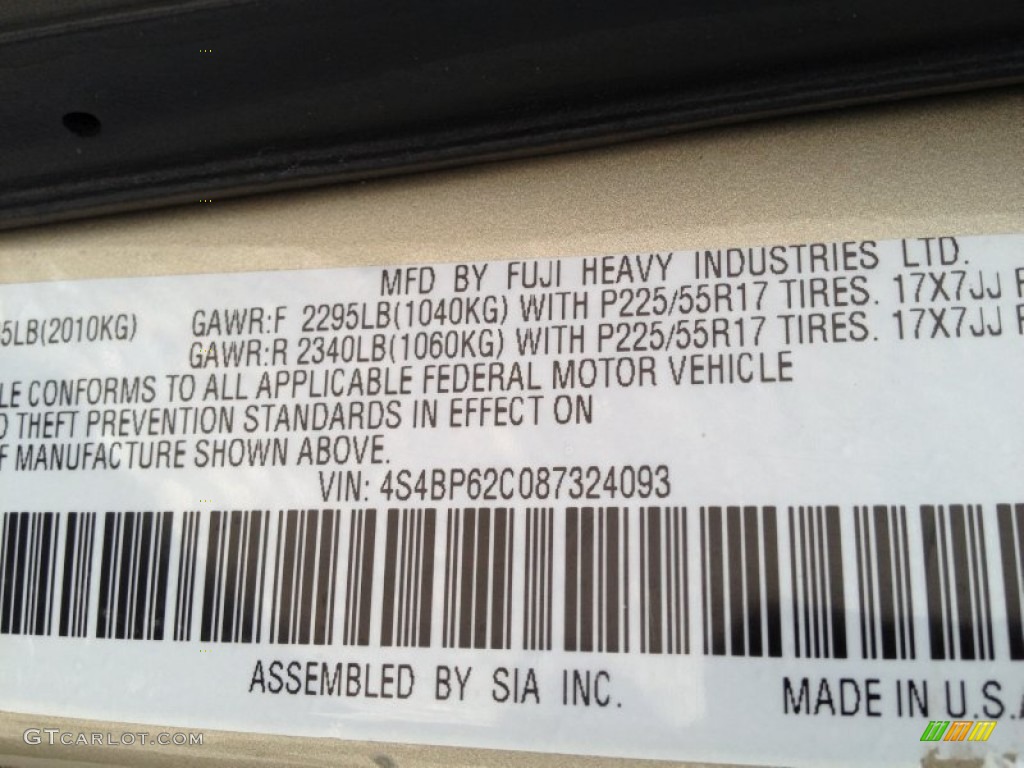 MFD BY FUJI HEAVY INDUSTRIES LTD.
5LB(2010KG) GAWR:F 2295LB(1040KG) WITH P225/55R17 TIRES. 17X7JJ R
GAWR:R 2340LB(1060KG) WITH P225/55R17 TIRES. 17X7JJ R
LE CONFORMS TO ALL APPLICABLE FEDERAL MOTOR VEHICLE
D THEFT PREVENTION STANDARDS IN EFFECT ON
F MANUFACTURE SHOWN ABOVE.
VIN: 4S4BP62C087324093
ASSEMBLED BY SIA INC.
MADE IN U.S.A
GTCARLOT.COM